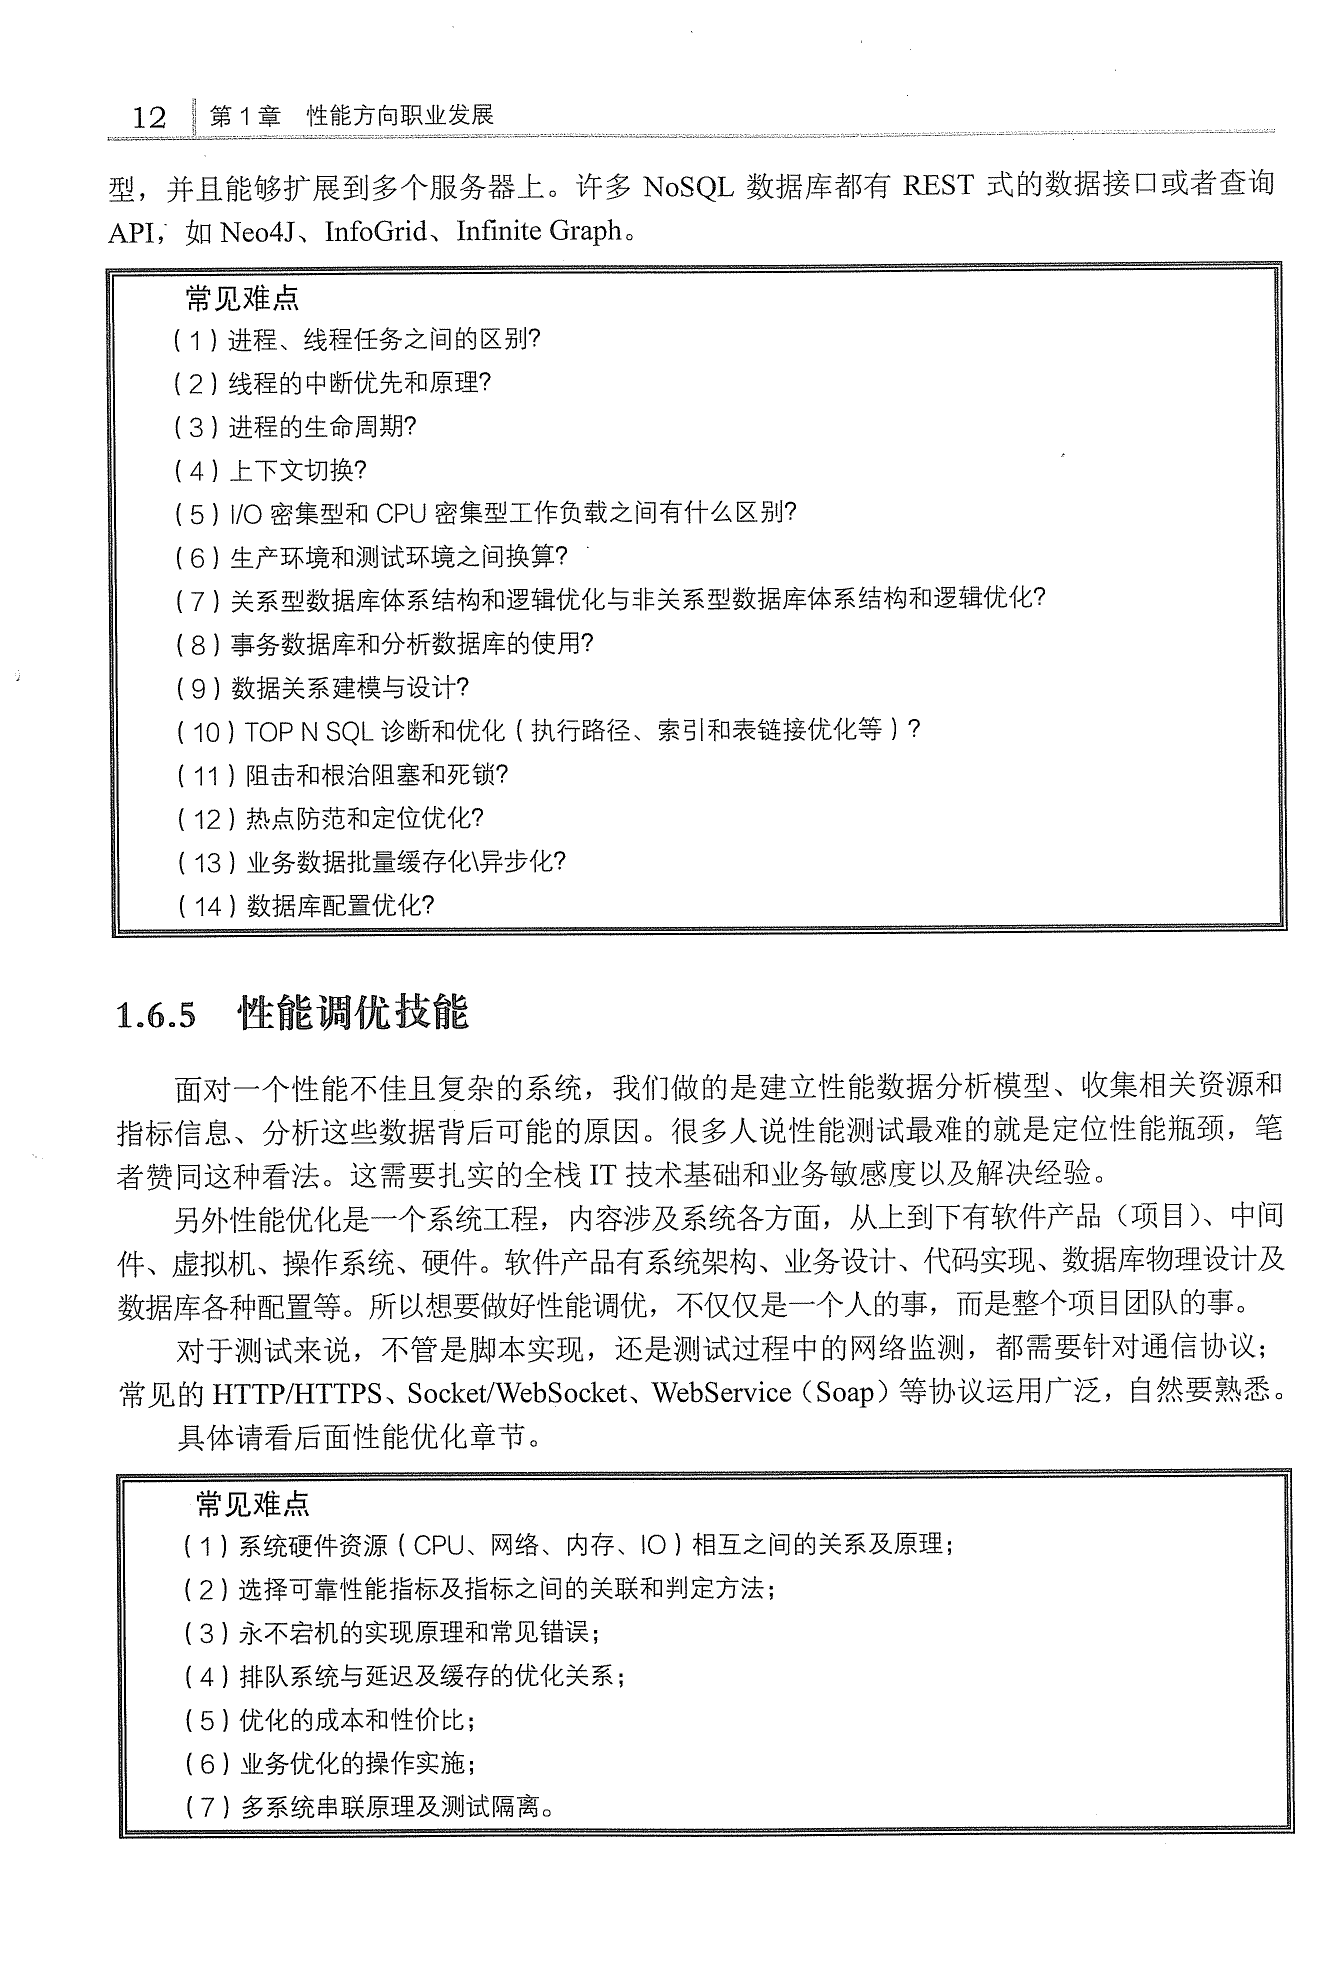 12 第1章 性能方向职业发展
型，并且能够扩展到多个服务器上。许多 NoSQL 数据库都有 REST 式的数据接口或者查询
API，如 Neo4J、InfoGrid、Infinite Graph。
常见难点
（1）进程、线程任务之间的区别?
（2）线程的中断优先和原理?
（3）进程的生命周期?
（4）上下文切换?
（5）I/O 密集型和 CPU 密集型工作负载之间有什么区别?
（6）生产环境和测试环境之间换算?
（7）关系型数据库体系结构和逻辑优化与非关系型数据库体系结构和逻辑优化?
（8）事务数据库和分析数据库的使用?
（9）数据关系建模与设计?
（10）TOP N SQL 诊断和优化（执行路径、索引和表链接优化等）?
（11）阻击和根治阻塞和死锁?
（12）热点防范和定位优化?
（13）业务数据批量缓存化\异步化?
（14）数据库配置优化?
1.6.5 性能调优技能
面对一个性能不佳且复杂的系统，我们做的是建立性能数据分析模型、收集相关资源和
指标信息、分析这些数据背后可能的原因。很多人说性能测试最难的就是定位性能瓶颈，笔
者赞同这种看法。这需要扎实的全栈 IT 技术基础和业务敏感度以及解决经验。
另外性能优化是一个系统工程，内容涉及系统各方面，从上到下有软件产品（项目）、中间
件、虚拟机、操作系统、硬件。软件产品有系统架构、业务设计、代码实现、数据库物理设计及
数据库各种配置等。所以想要做好性能调优，不仅仅是一个人的事，而是整个项目团队的事。
对于测试来说，不管是脚本实现，还是测试过程中的网络监测，都需要针对通信协议；
常见的 HTTP/HTTPS、Socket/WebSocket、WebService（Soap）等协议运用广泛，自然要熟悉。
具体请看后面性能优化章节。
常见难点
（1）系统硬件资源（CPU、网络、内存、IO）相互之间的关系及原理；
（2）选择可靠性能指标及指标之间的关联和判定方法；
（3）永不宕机的实现原理和常见错误；
（4）排队系统与延迟及缓存的优化关系；
（5）优化的成本和性价比；
（6）业务优化的操作实施；
（7）多系统串联原理及测试隔离。